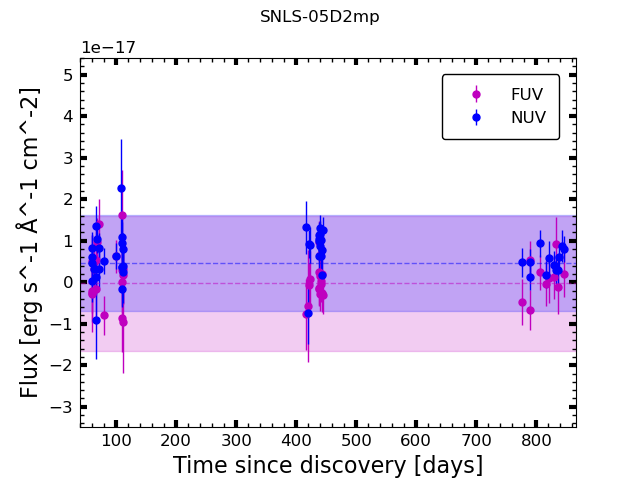 SNLS-05D2mp
1e−17
5
4
3
2
1
0
−1
−2
−3
100 200 300 400 500 600 700 800
Flux [erg s^-1 Å^-1 cm^-2]
Time since discovery [days]
FUV
NUV